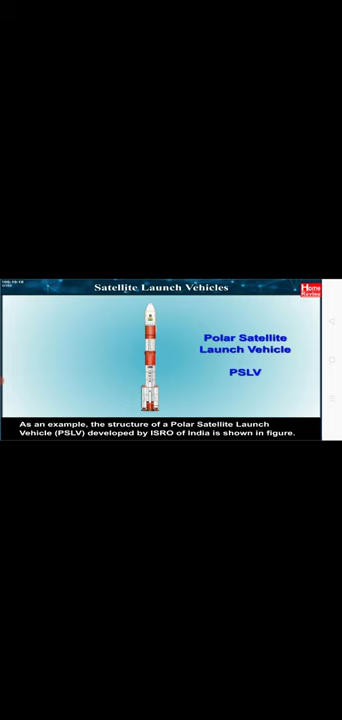 Satellite Launch Vehicles
Home
Review
Polar Satellite
Launch Vehicle
PSLV
As an example, the structure of a Polar Satellite Launch
Vehicle (PSLV) developed by ISRO of India is shown in figure.